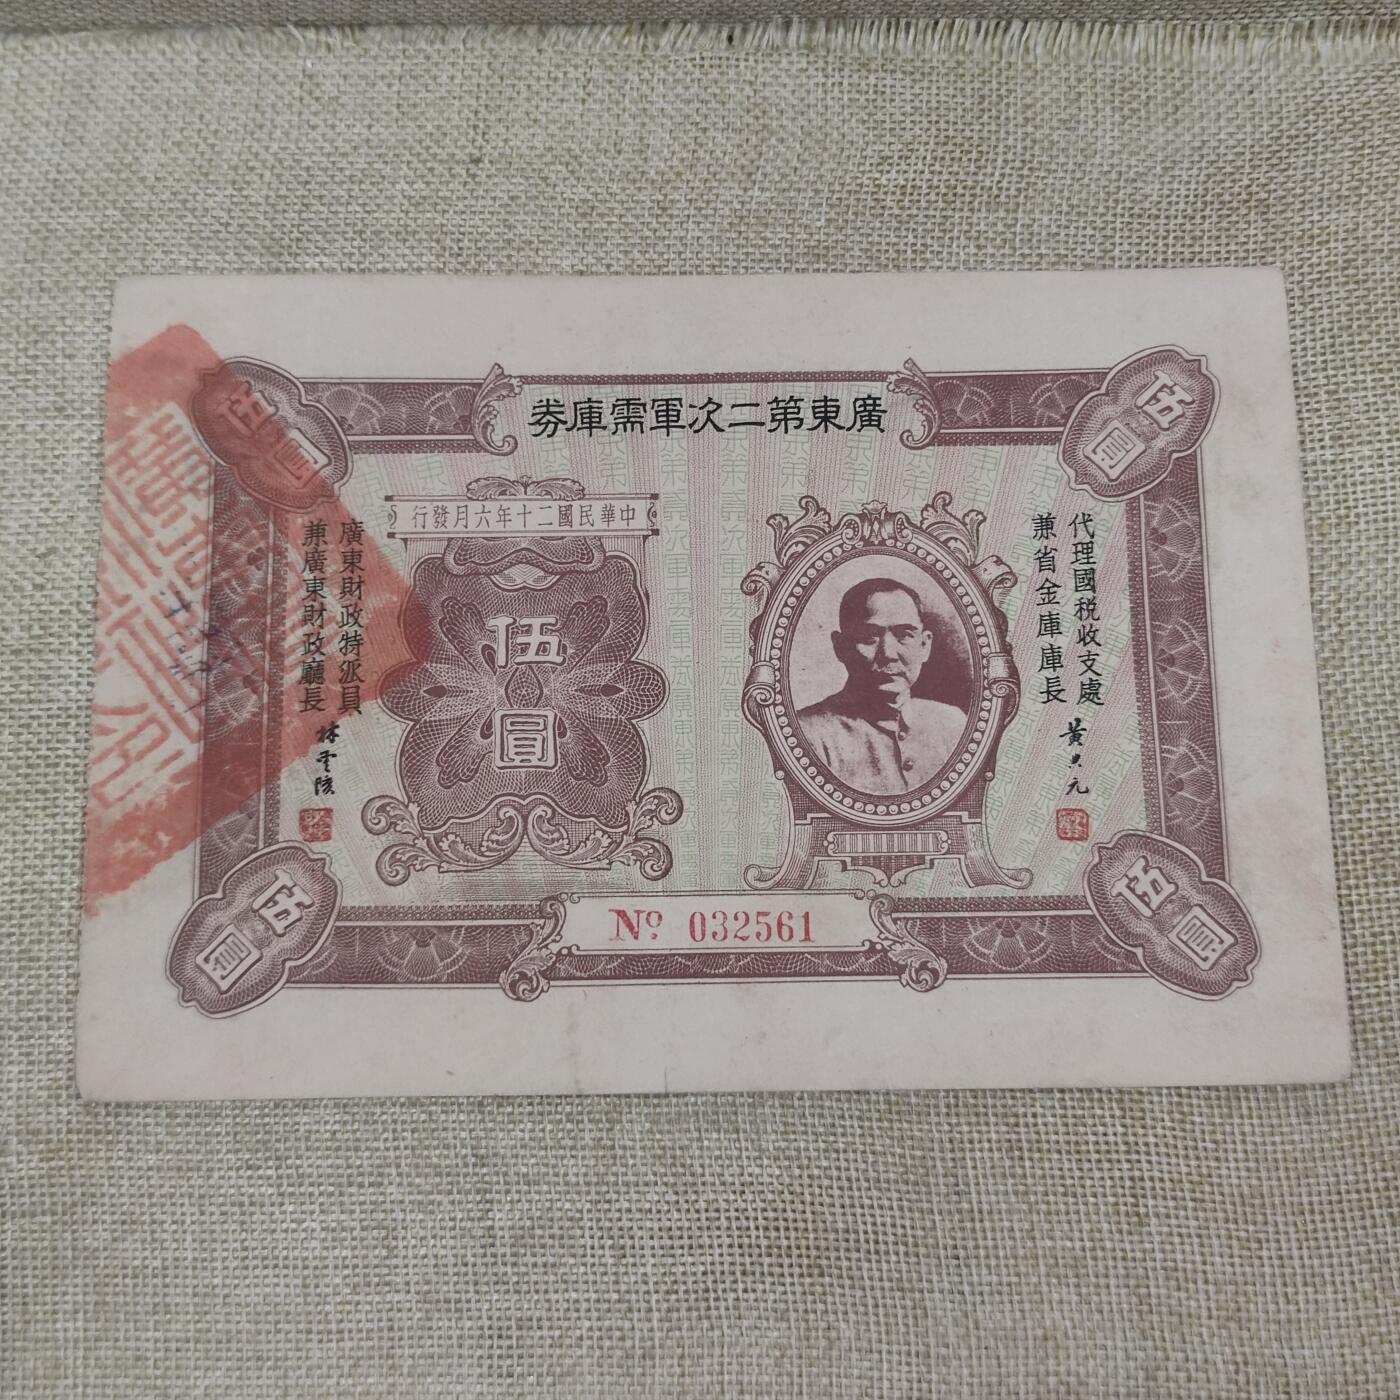 廣東第二次軍需庫券
中華民國二十年六月發行
伍圓
伍圓
伍圓
代理國稅收支處
兼省金庫庫長
黃六元
伍圓
廣東財政特派員
兼廣東財政廳長
林雲陔
伍圓
伍圓
№ 032561